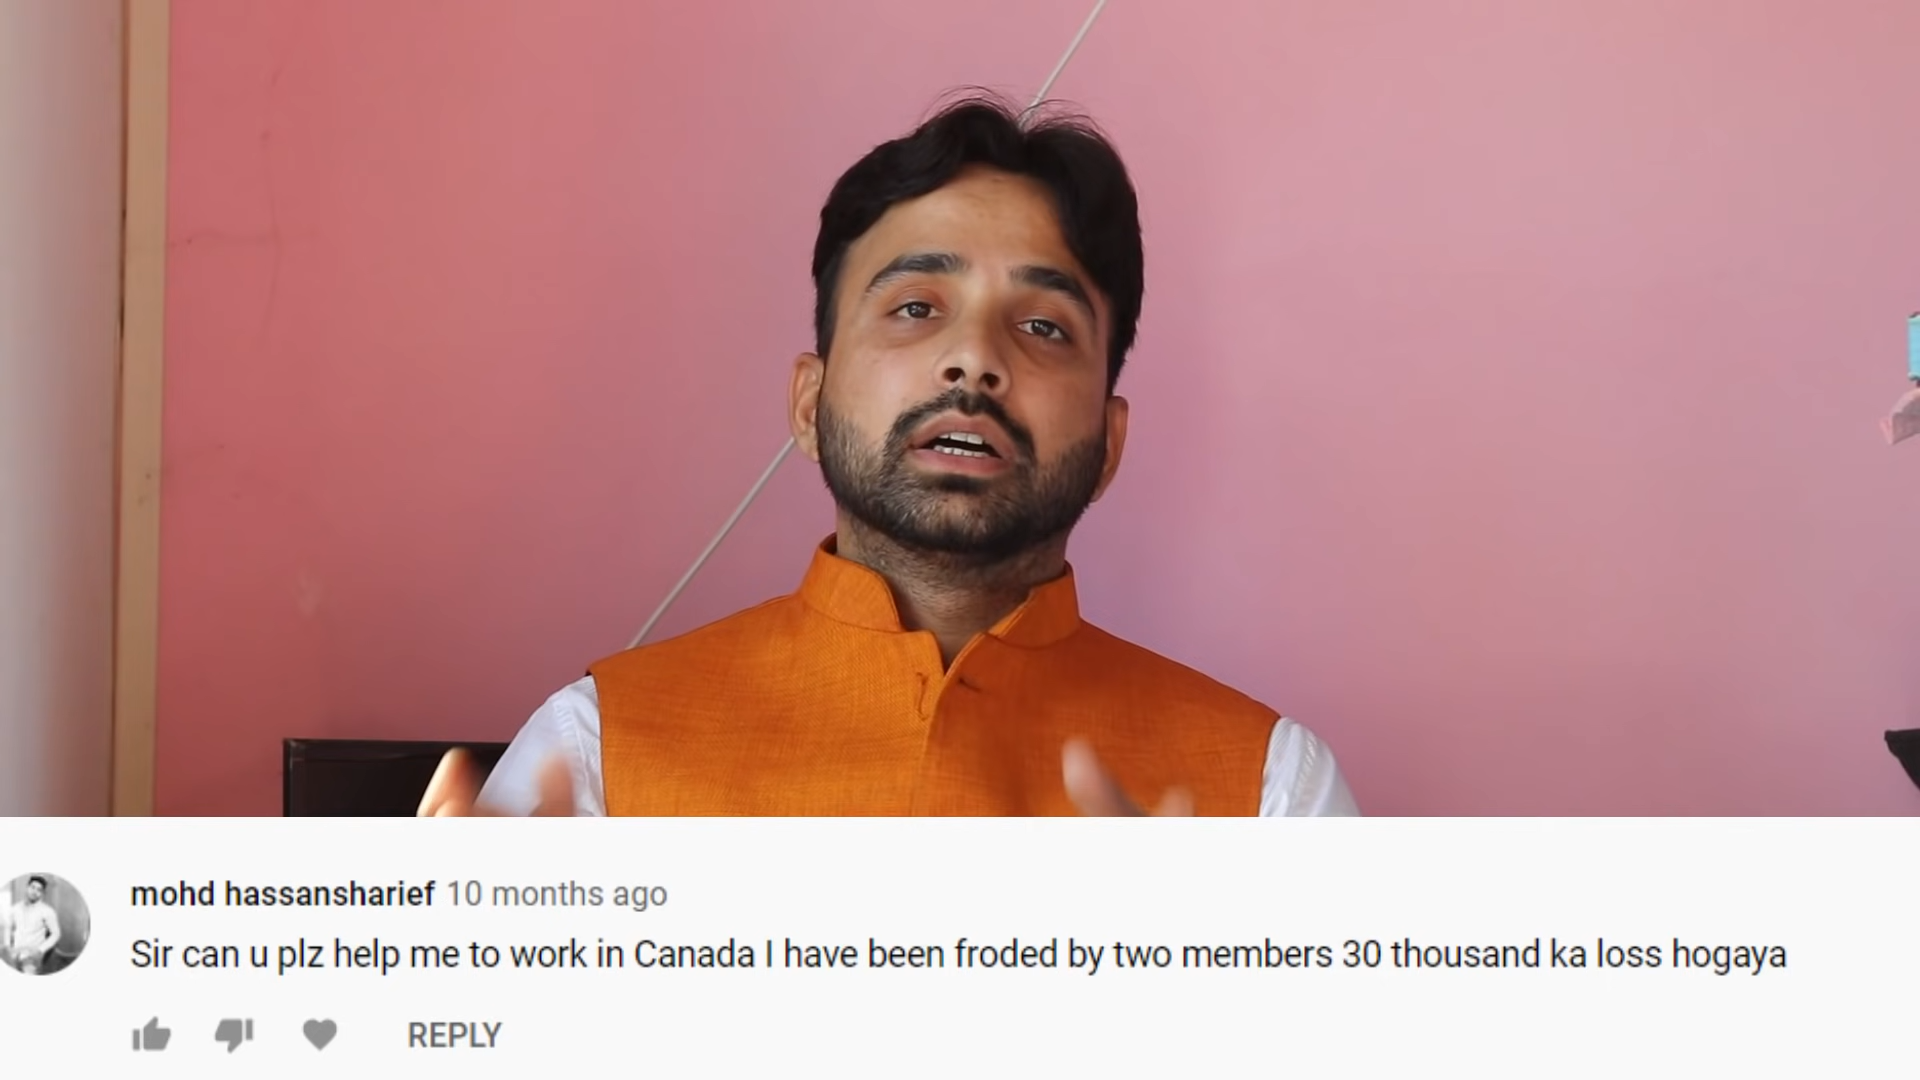 mohd hassansharief 10 months ago
Sir can u plz help me to work in Canada I have been froded by two members 30 thousand ka loss hogaya
REPLY